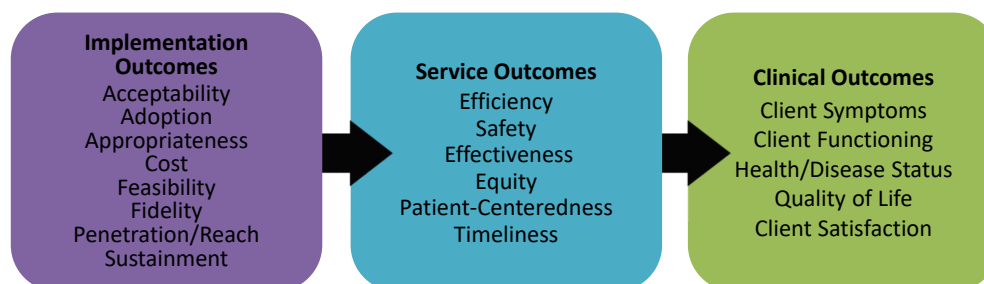 Implementation
Outcomes
Acceptability
Adoption
Appropriateness
Cost
Feasibility
Fidelity
Penetration/Reach
Sustainment
Service Outcomes
Efficiency
Safety
Effectiveness
Equity
Patient-Centeredness
Timeliness
Clinical Outcomes
Client Symptoms
Client Functioning
Health/Disease Status
Quality of Life
Client Satisfaction